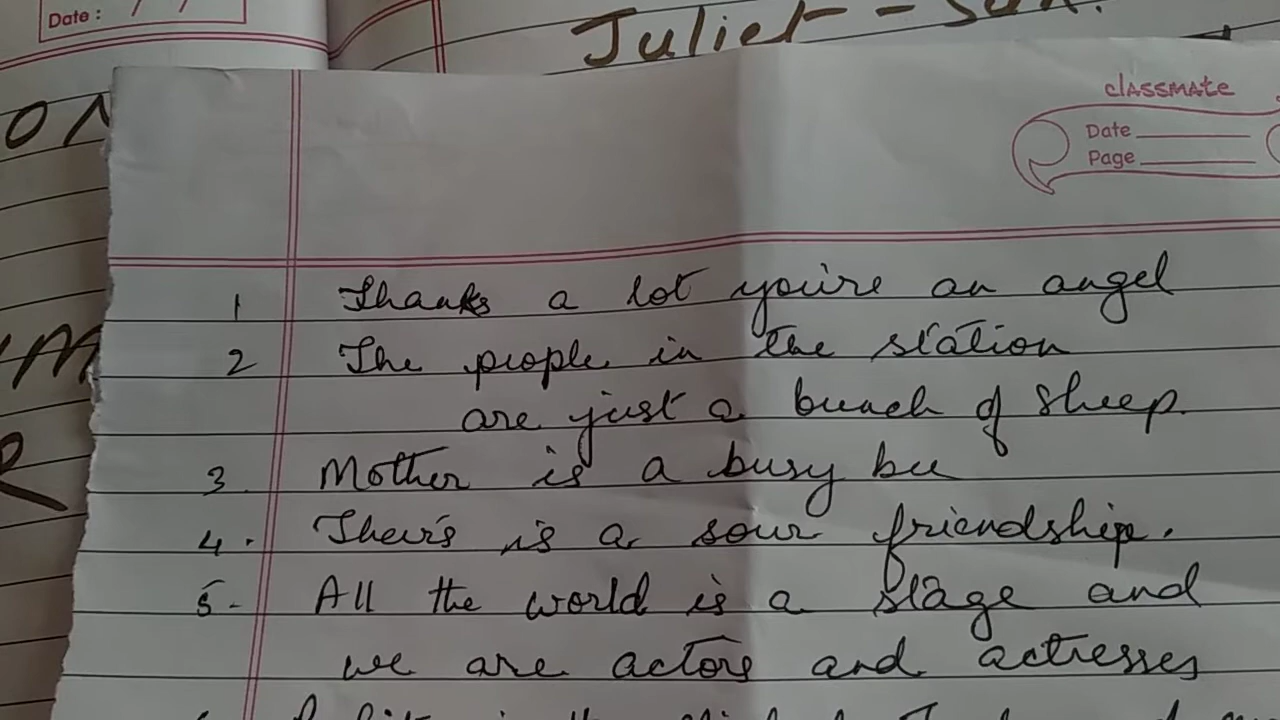 Date :
Juliet - sun.
classmate
Date
Page
1 Thanks a lot you're an angel
2 The people in the station
are just a bunch of sheep.
3. Mother is a busy bee
4. Their's is a sour friendship.
5- All the world is a stage and
we are actors and actresses